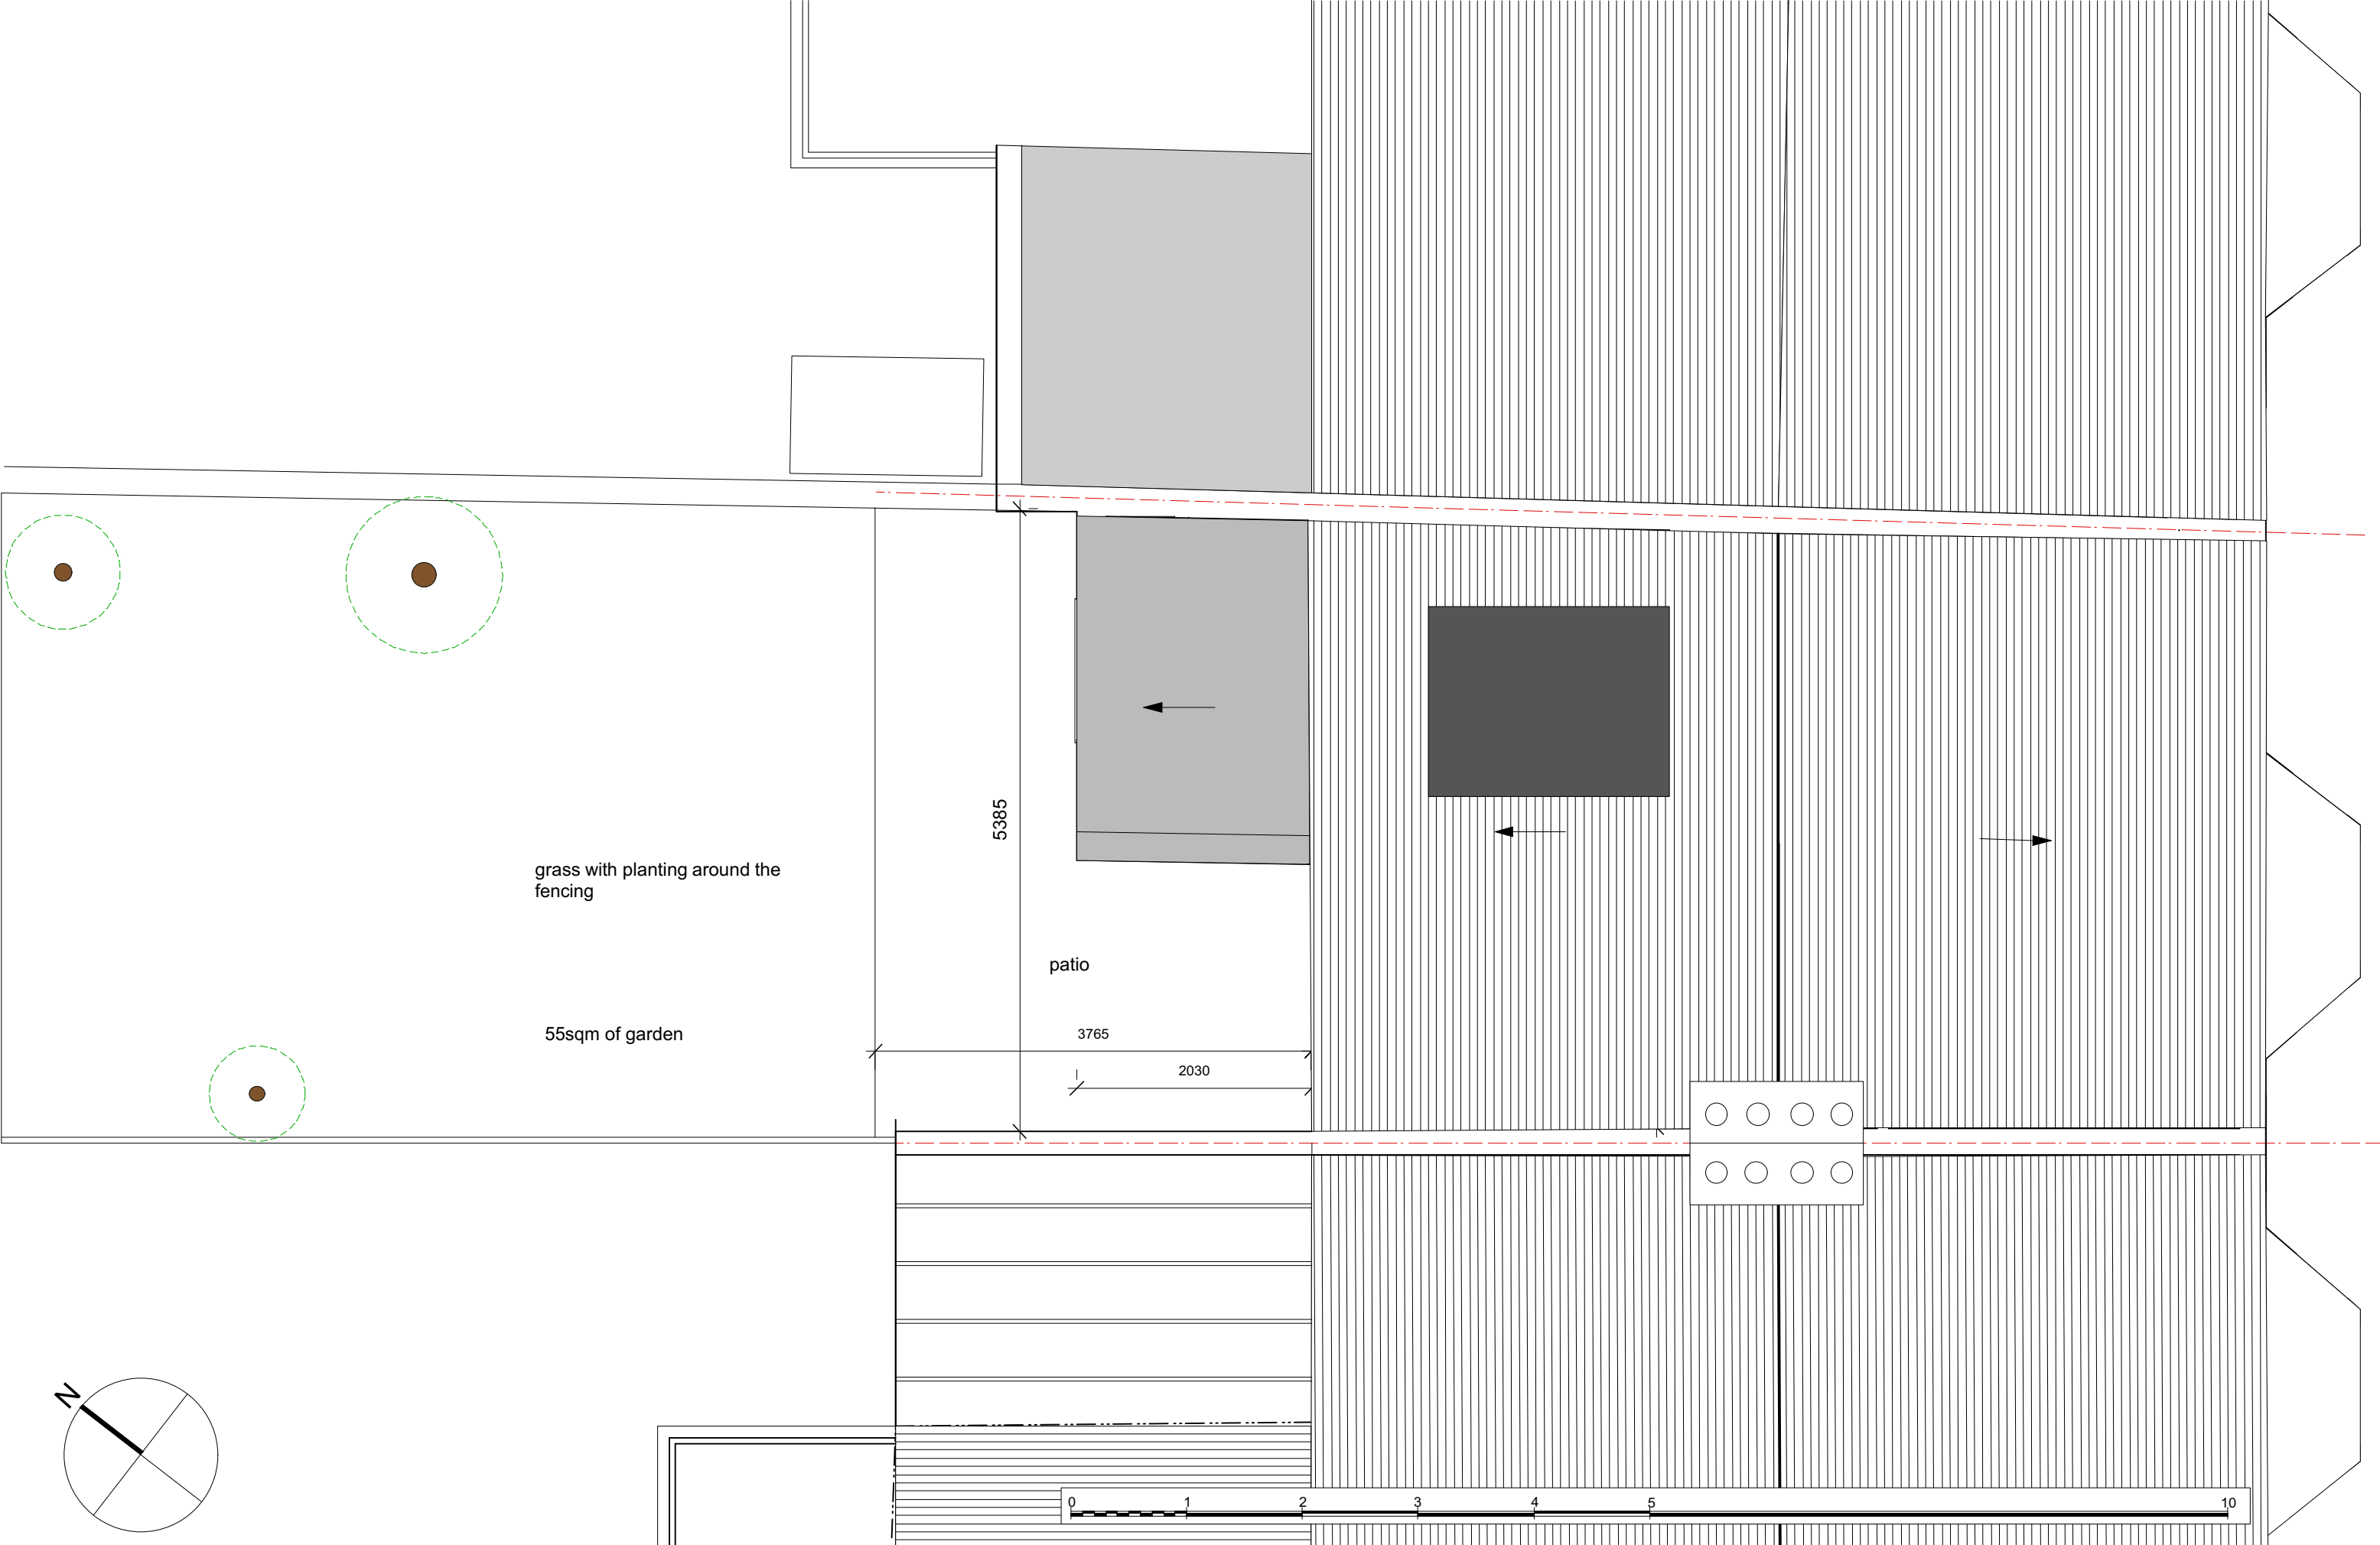 5385
grass with planting around the
fencing
patio
55sqm of garden
3765
2030
N
0 1 2 3 4 5 10